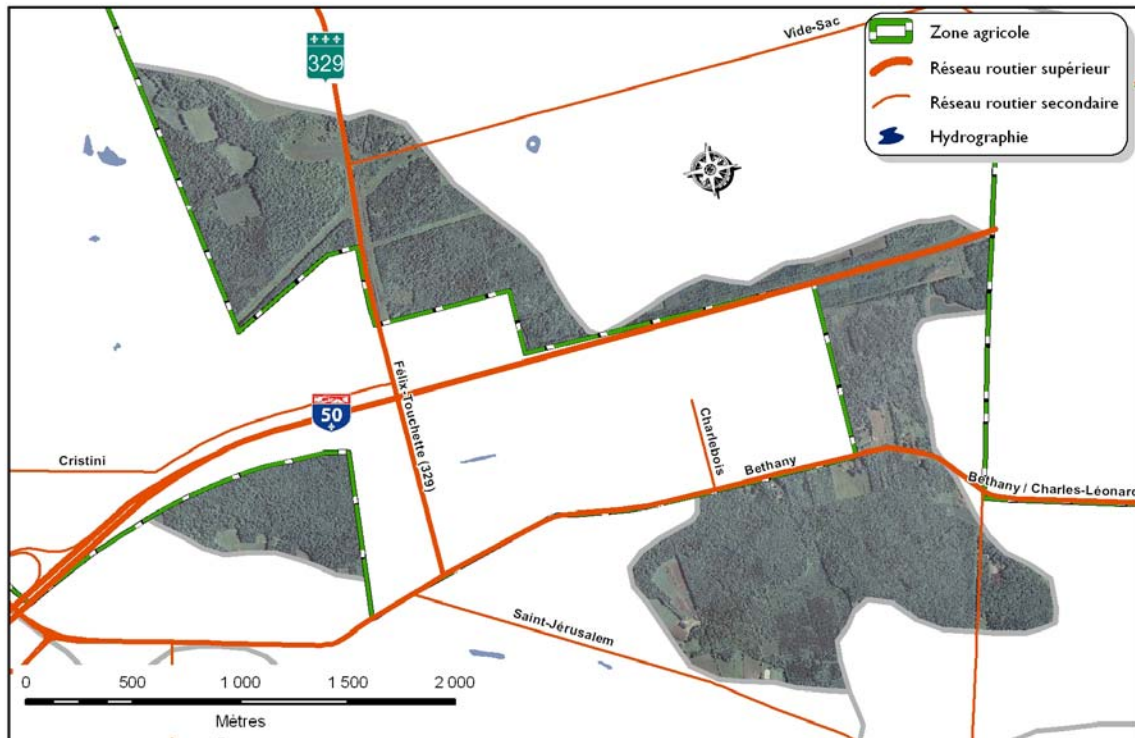 Vide-Sac
329
Zone agricole
Réseau routier supérieur
Réseau routier secondaire
Hydrographie
Félix-Touchette (329)
50
Cristini
Charlebois
Bethany
Bethany / Charles-Léonard
Saint-Jérusalem
0 500 1 000 1 500 2 000
Mètres